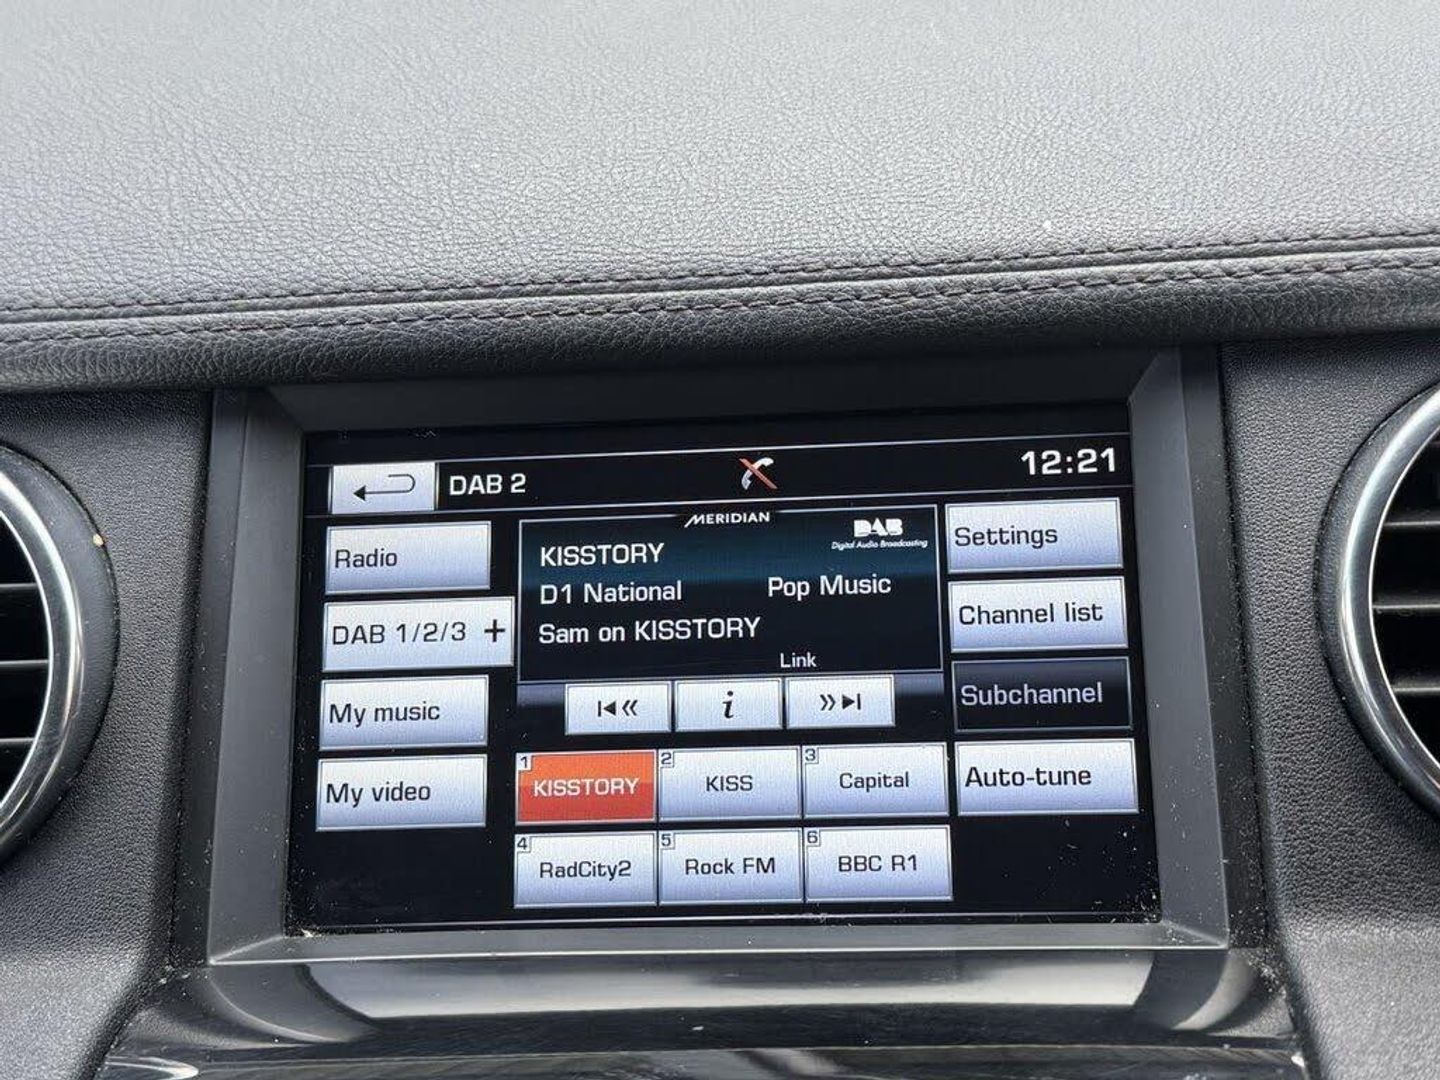 DAB 2
12:21
Radio
DAB 1/2/3 +
My music
My video
MERIDIAN
DAB
Digital Audio Broadcasting
KISSTORY
D1 National Pop Music
Sam on KISSTORY
Link
i
1 KISSTORY
2 KISS
3 Capital
4 RadCity2
5 Rock FM
6 BBC R1
Settings
Channel list
Subchannel
Auto-tune